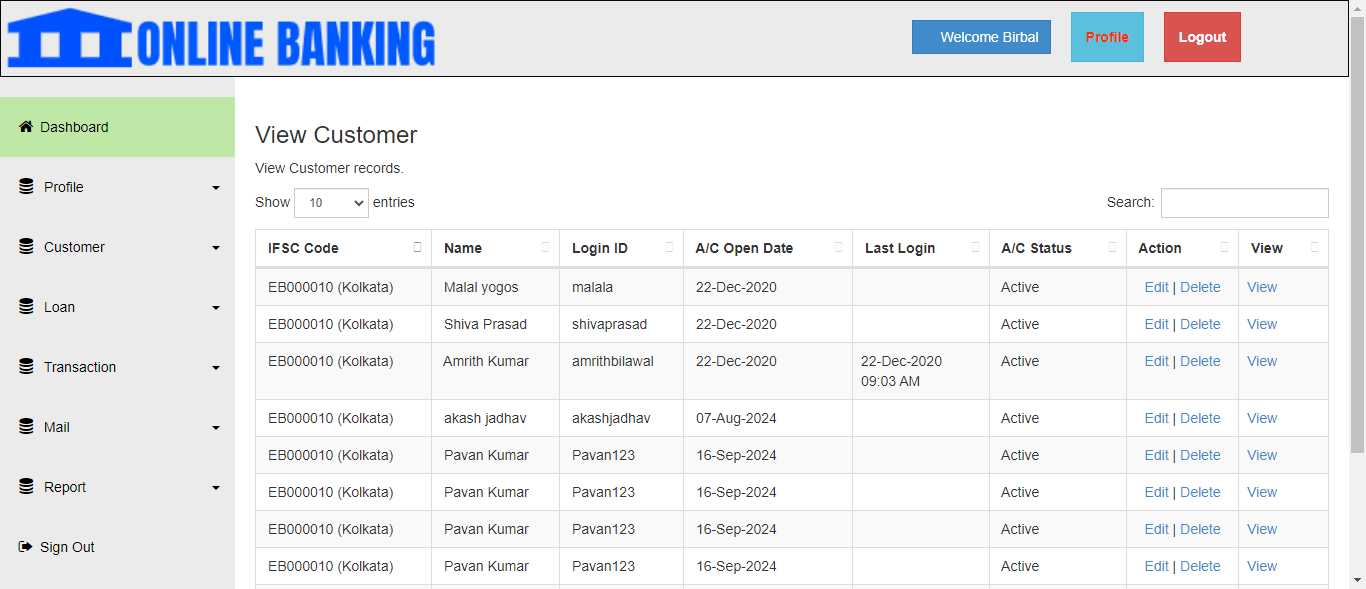 ONLINE BANKING
Welcome Birbal
Profile
Logout
Dashboard
Profile
Customer
Loan
Transaction
Mail
Report
Sign Out
View Customer
View Customer records.
Show 10 entries
Search:
IFSC Code Name Login ID A/C Open Date Last Login A/C Status Action View
EB000010 (Kolkata) Malal yogos malala 22-Dec-2020 Active Edit | Delete View
EB000010 (Kolkata) Shiva Prasad shivaprasad 22-Dec-2020 Active Edit | Delete View
EB000010 (Kolkata) Amrith Kumar amrithbilawal 22-Dec-2020 22-Dec-2020 Active Edit | Delete View
09:03 AM
EB000010 (Kolkata) akash jadhav akashjadhav 07-Aug-2024 Active Edit | Delete View
EB000010 (Kolkata) Pavan Kumar Pavan123 16-Sep-2024 Active Edit | Delete View
EB000010 (Kolkata) Pavan Kumar Pavan123 16-Sep-2024 Active Edit | Delete View
EB000010 (Kolkata) Pavan Kumar Pavan123 16-Sep-2024 Active Edit | Delete View
EB000010 (Kolkata) Pavan Kumar Pavan123 16-Sep-2024 Active Edit | Delete View